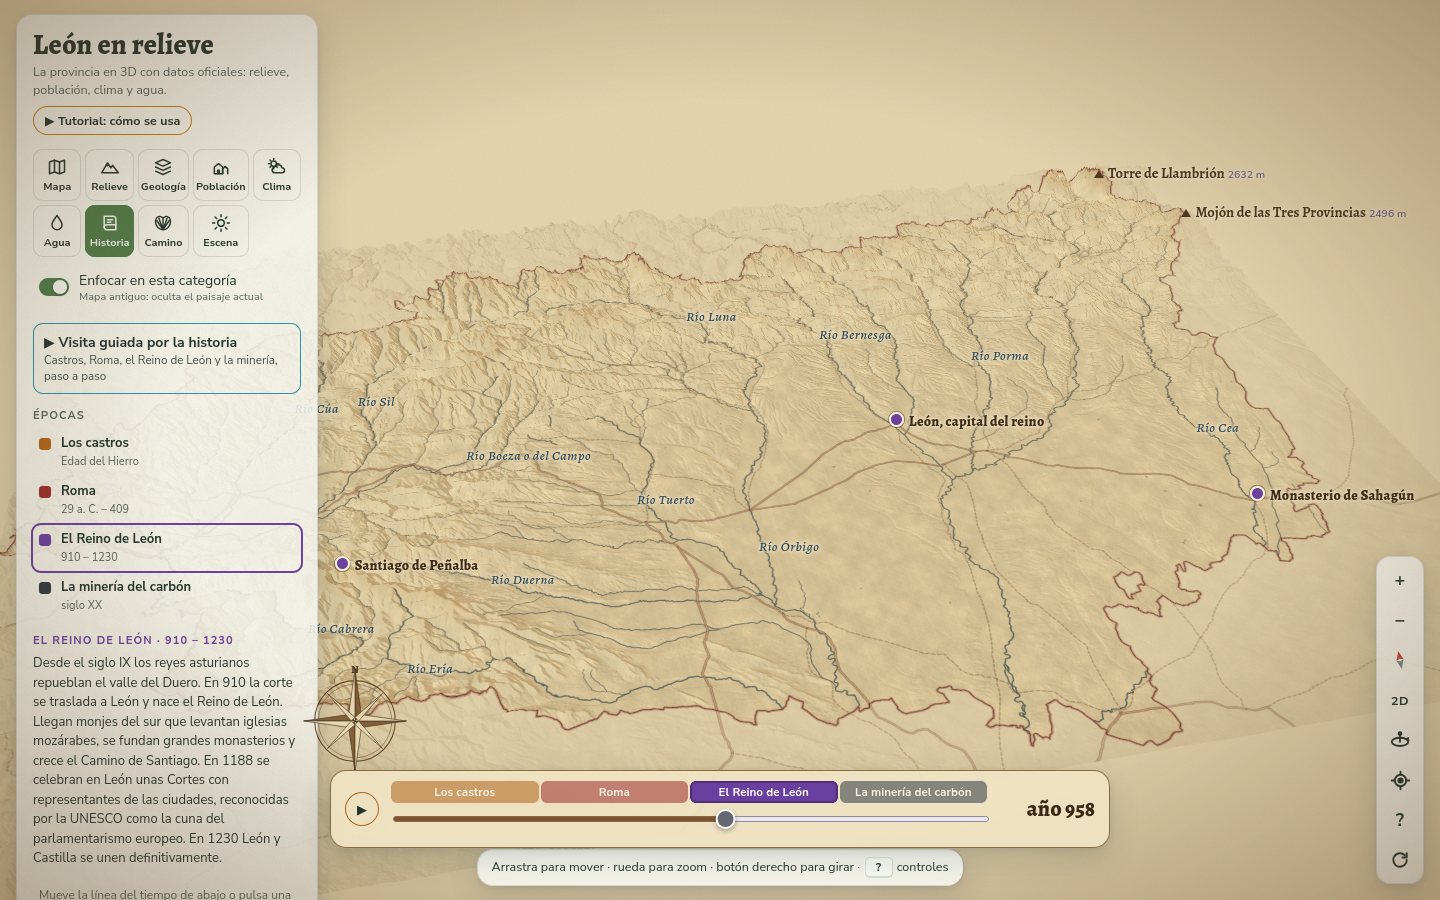 León en relieve
La provincia en 3D con datos oficiales: relieve,
población, clima y agua.
▶ Tutorial: cómo se usa
Mapa
Relieve
Geología
Población
Clima
Agua
Historia
Camino
Escena
Enfocar en esta categoría
Mapa antiguo: oculta el paisaje actual
▶ Visita guiada por la historia
Castros, Roma, el Reino de León y la minería,
paso a paso
ÉPOCAS
Los castros
Edad del Hierro
Roma
29 a. C. – 409
El Reino de León
910 – 1230
La minería del carbón
siglo XX
EL REINO DE LEÓN · 910 – 1230
Desde el siglo IX los reyes asturianos
repueblan el valle del Duero. En 910 la corte
se traslada a León y nace el Reino de León.
Llegan monjes del sur que levantan iglesias
mozárabes, se fundan grandes monasterios y
crece el Camino de Santiago. En 1188 se
celebran en León unas Cortes con
representantes de las ciudades, reconocidas
por la UNESCO como la cuna del
parlamentarismo europeo. En 1230 León y
Castilla se unen definitivamente.
Mueve la línea del tiempo de abajo o pulsa una
Torre de Llambrión 2632 m
Mojón de las Tres Provincias 2496 m
Río Luna
Río Bernesga
Río Porma
Río Cúa
Río Sil
León, capital del reino
Río Cea
Río Boeza o del Campo
Río Tuerto
Monasterio de Sahagún
Río Órbigo
Santiago de Peñalba
Río Duerna
Río Cabrera
Río Ería
N
Los castros
Roma
El Reino de León
La minería del carbón
▶
año 958
Arrastra para mover · rueda para zoom · botón derecho para girar · ? controles
+
−
2D
?